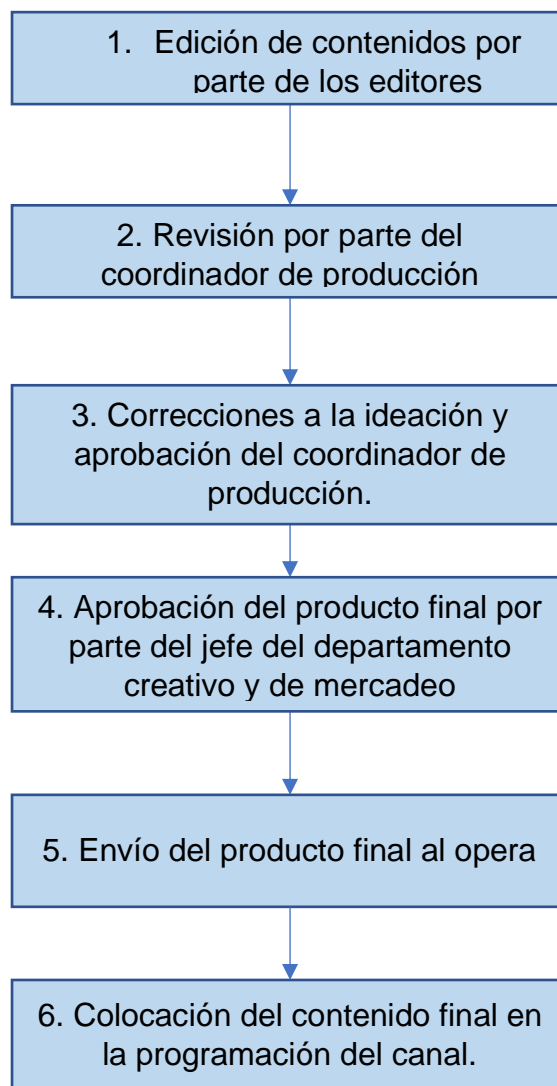 1. Edición de contenidos por
parte de los editores
2. Revisión por parte del
coordinador de producción
3. Correcciones a la ideación y
aprobación del coordinador de
producción.
4. Aprobación del producto final por
parte del jefe del departamento
creativo y de mercadeo
5. Envío del producto final al opera
6. Colocación del contenido final en
la programación del canal.